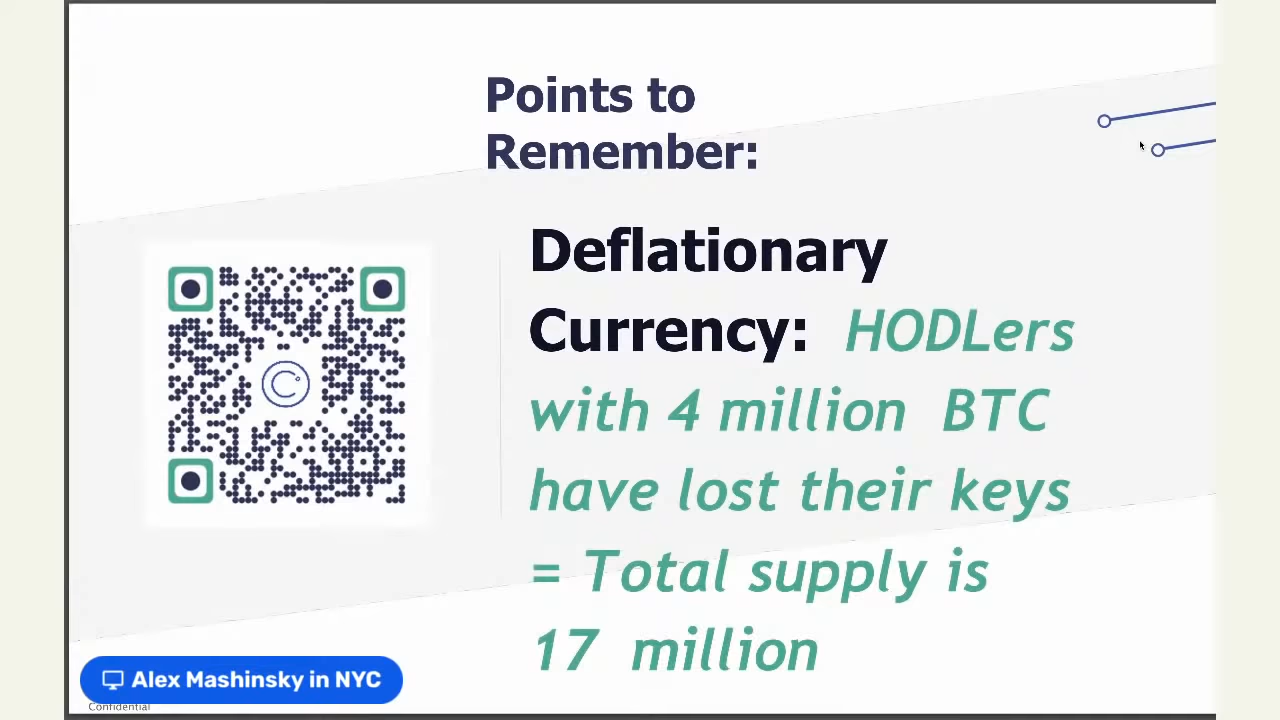 Points to
Remember:
Deflationary
Currency: HODLers
with 4 million BTC
have lost their keys
= Total supply is
17 million
Alex Mashinsky in NYC
Confidential